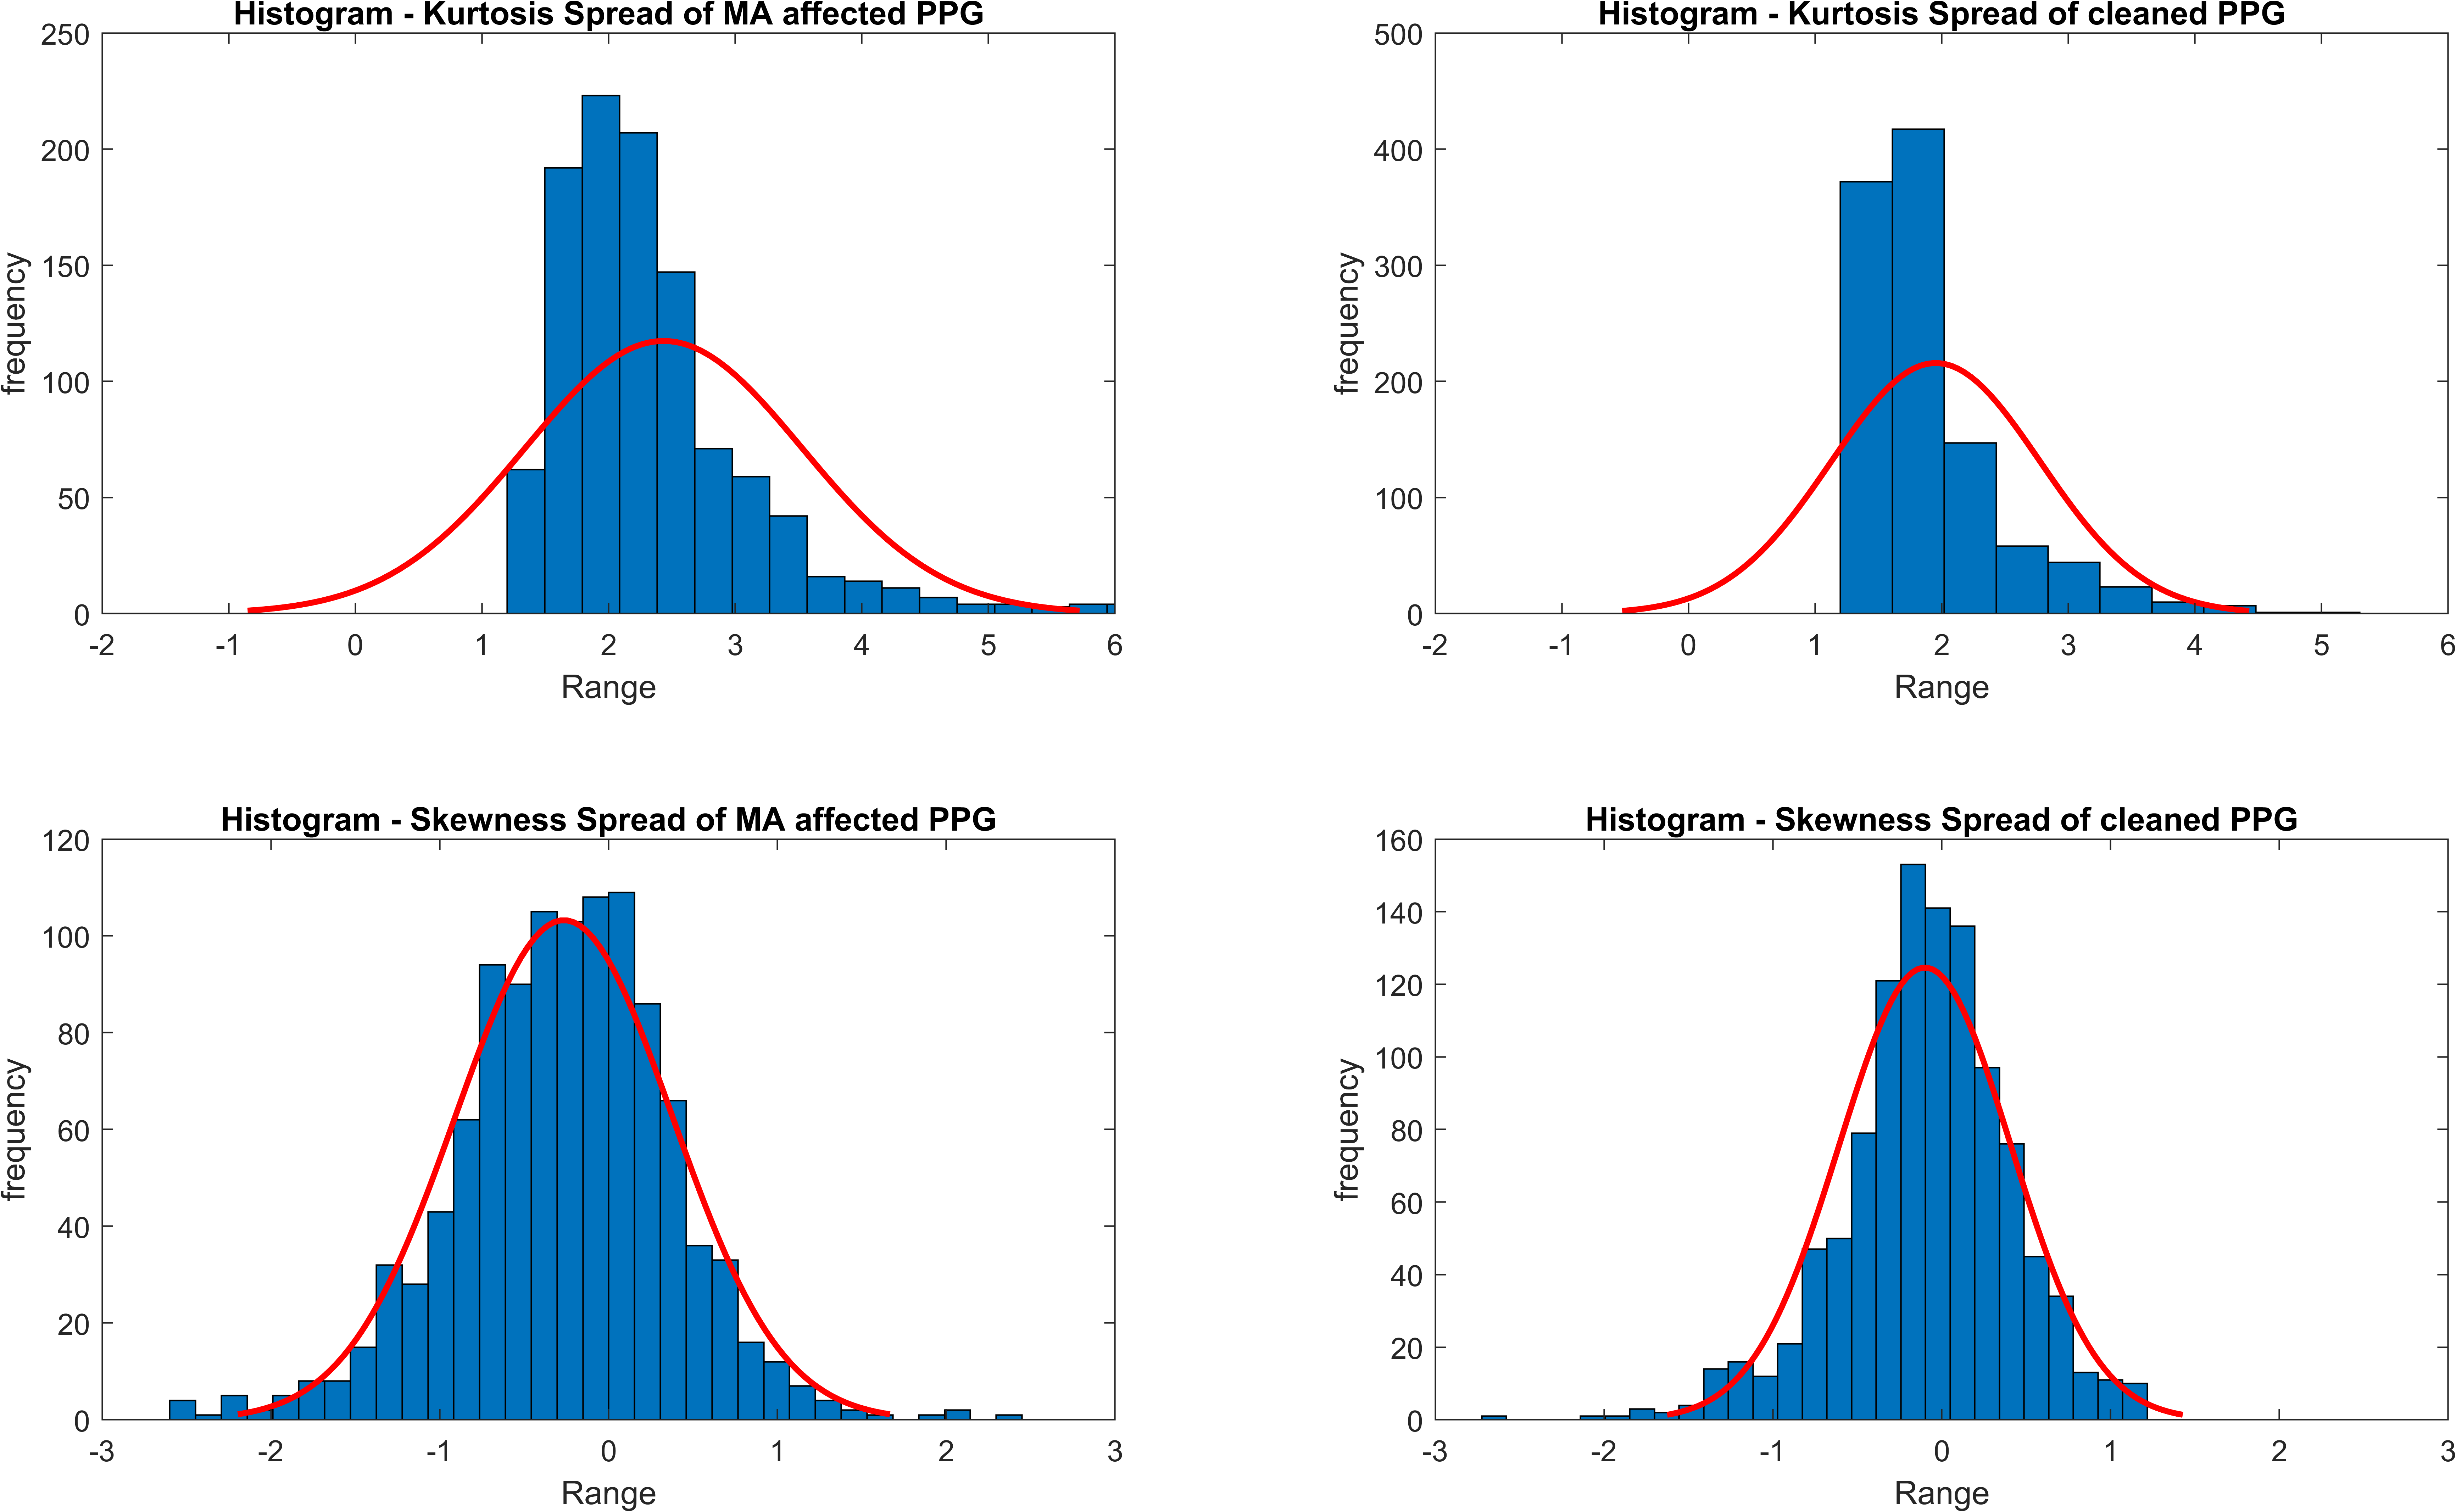 Histogram - Kurtosis Spread of MA affected PPG
250
200
150
100
50
0
frequency
-2 -1 0 1 2 3 4 5 6
Range
Histogram - Kurtosis Spread of cleaned PPG
500
400
300
200
100
0
frequency
-2 -1 0 1 2 3 4 5 6
Range
Histogram - Skewness Spread of MA affected PPG
120
100
80
60
40
20
0
frequency
-3 -2 -1 0 1 2 3
Range
Histogram - Skewness Spread of cleaned PPG
160
140
120
100
80
60
40
20
0
frequency
-3 -2 -1 0 1 2 3
Range